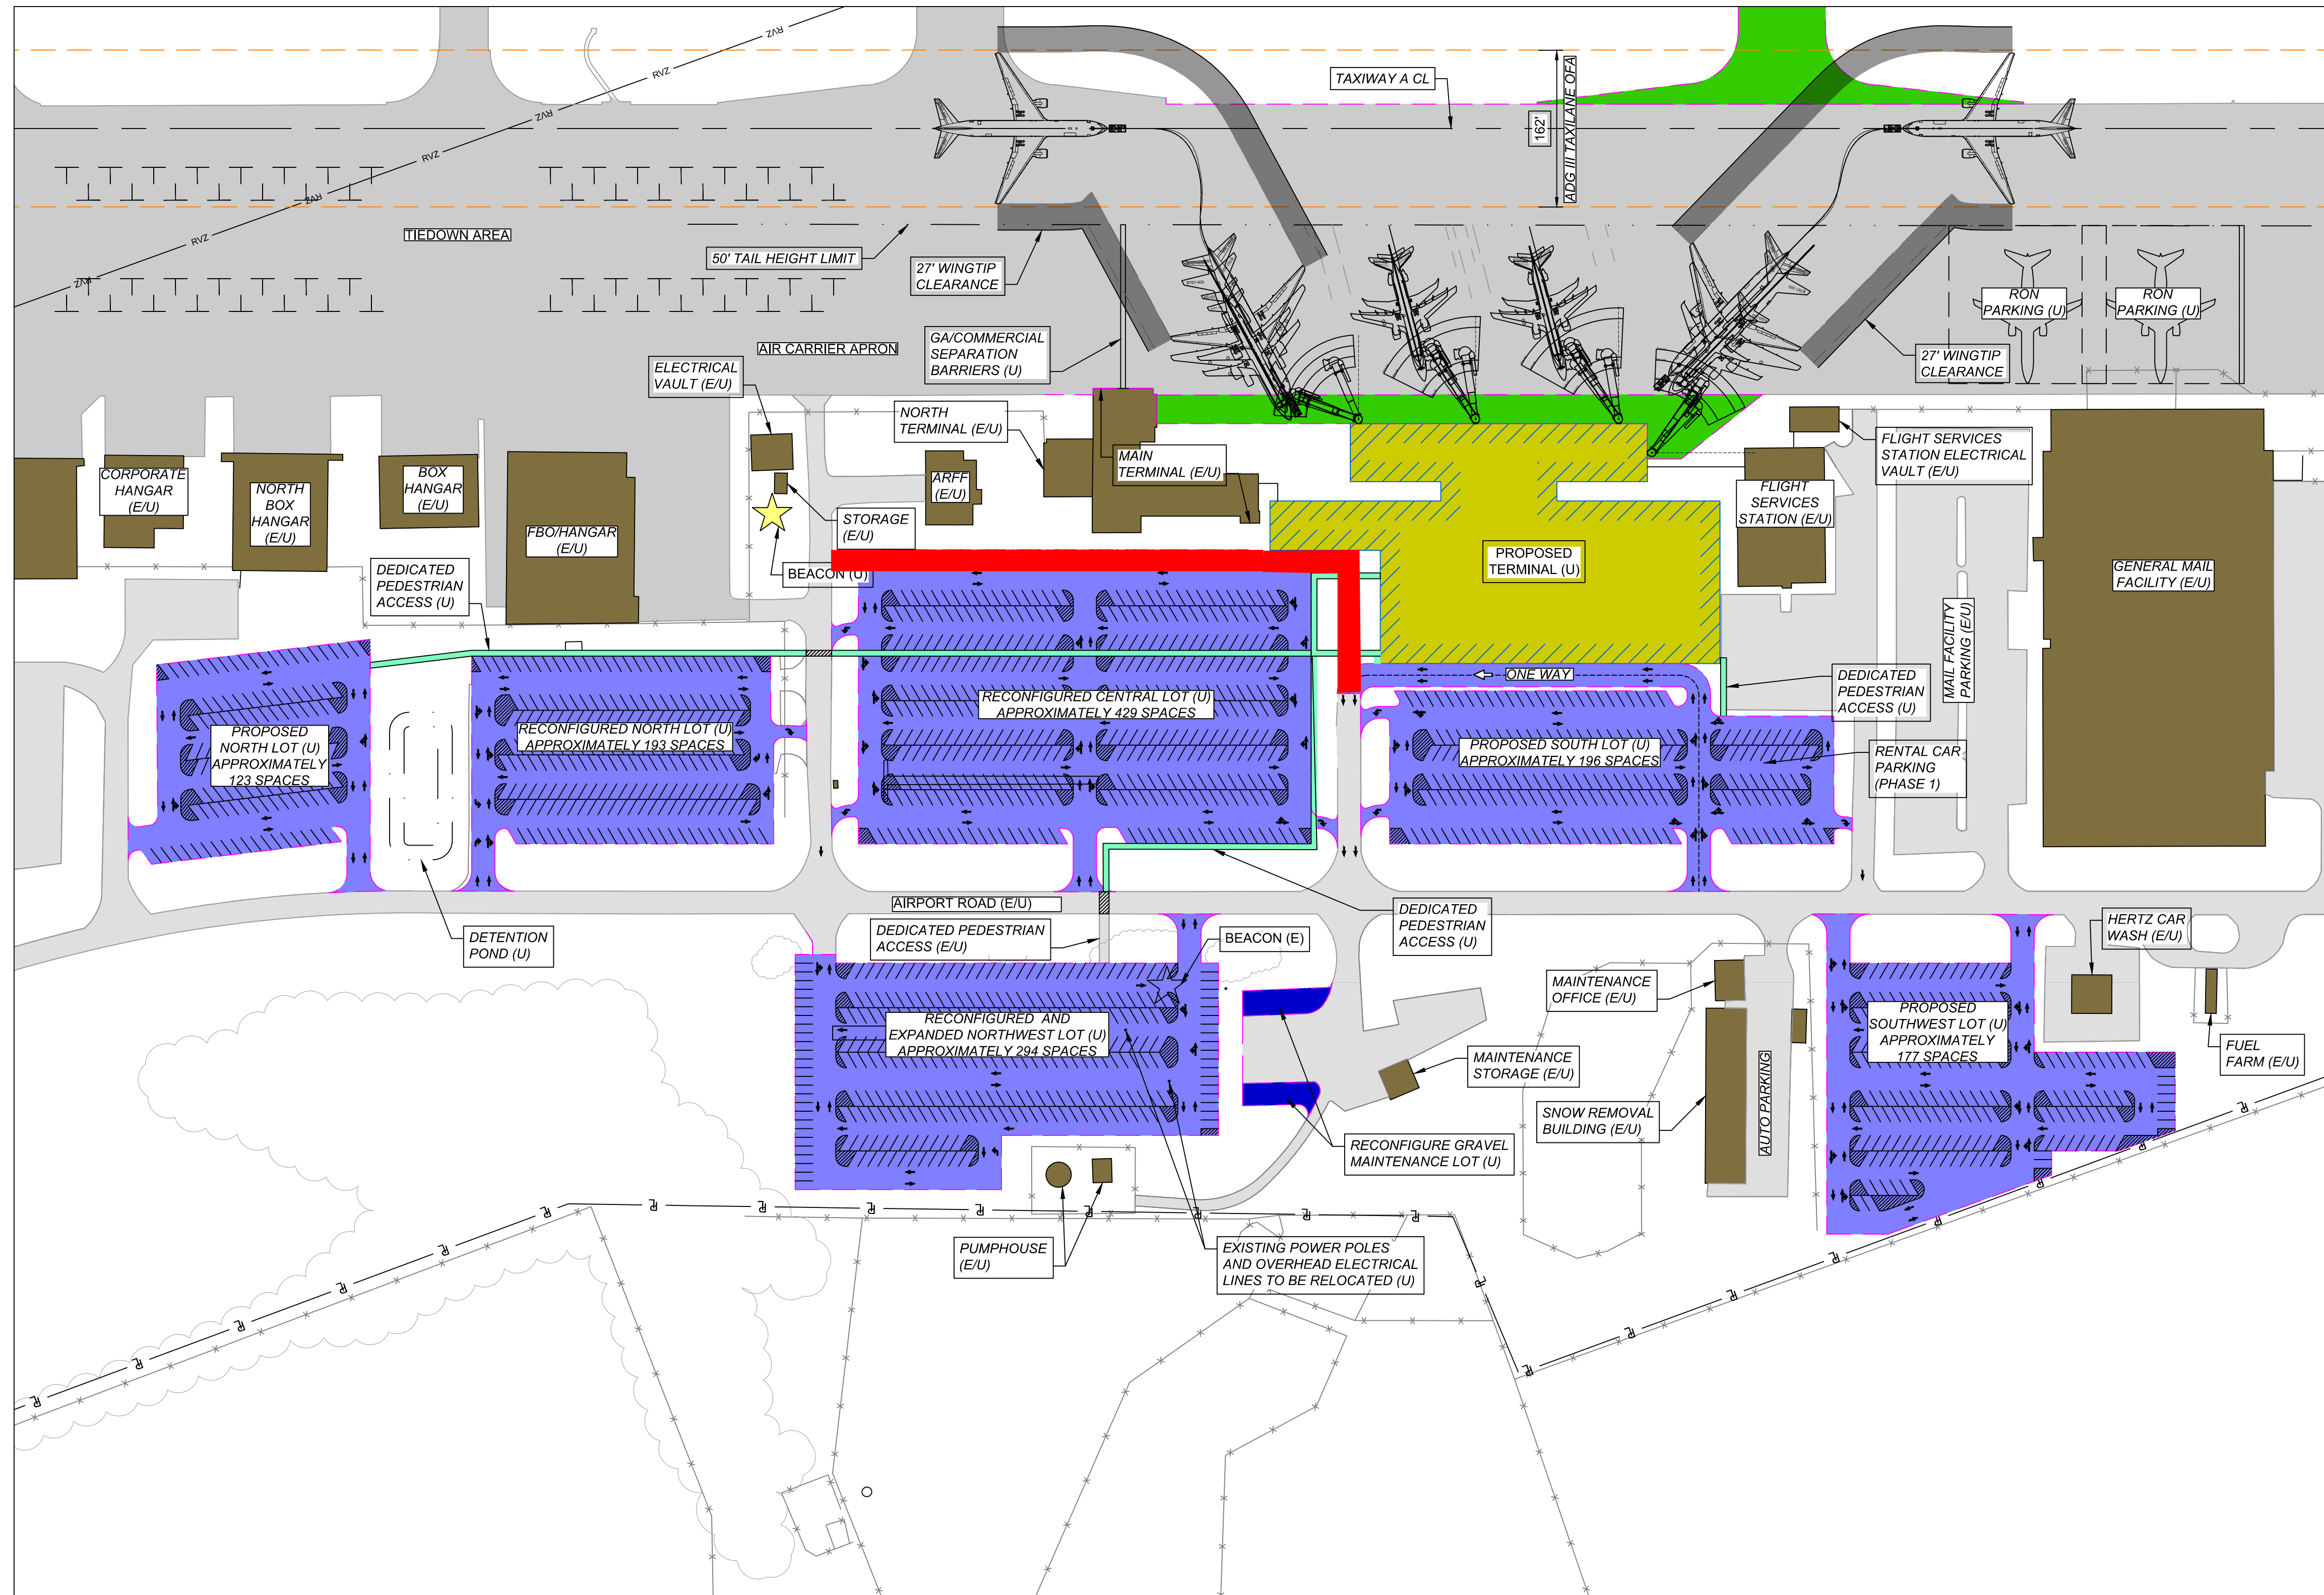 RVZ
RVZ
RVZ
RVZ
RVZ
RVZ
RVZ
TAXIWAY A CL
162'
ADG III TAXILANE OFA
TIEDOWN AREA
50' TAIL HEIGHT LIMIT
27' WINGTIP
CLEARANCE
RON
PARKING (U)
RON
PARKING (U)
27' WINGTIP
CLEARANCE
GA/COMMERCIAL
SEPARATION
BARRIERS (U)
AIR CARRIER APRON
ELECTRICAL
VAULT (E/U)
NORTH
TERMINAL (E/U)
MAIN
TERMINAL (E/U)
FLIGHT SERVICES
STATION ELECTRICAL
VAULT (E/U)
CORPORATE
HANGAR
(E/U)
NORTH
BOX
HANGAR
(E/U)
BOX
HANGAR
(E/U)
FBO/HANGAR
(E/U)
ARFF
(E/U)
STORAGE
(E/U)
BEACON (U)
FLIGHT
SERVICES
STATION (E/U)
PROPOSED
TERMINAL (U)
GENERAL MAIL
FACILITY (E/U)
MAIL FACILITY
PARKING (E/U)
DEDICATED
PEDESTRIAN
ACCESS (U)
ONE WAY
DEDICATED
PEDESTRIAN
ACCESS (U)
PROPOSED
NORTH LOT (U)
APPROXIMATELY
123 SPACES
RECONFIGURED NORTH LOT (U)
APPROXIMATELY 193 SPACES
RECONFIGURED CENTRAL LOT (U)
APPROXIMATELY 429 SPACES
PROPOSED SOUTH LOT (U)
APPROXIMATELY 196 SPACES
RENTAL CAR
PARKING
(PHASE 1)
AIRPORT ROAD (E/U)
DETENTION
POND (U)
DEDICATED PEDESTRIAN
ACCESS (E/U)
BEACON (E)
DEDICATED
PEDESTRIAN
ACCESS (U)
HERTZ CAR
WASH (E/U)
MAINTENANCE
OFFICE (E/U)
RECONFIGURED AND
EXPANDED NORTHWEST LOT (U)
APPROXIMATELY 294 SPACES
PROPOSED
SOUTHWEST LOT (U)
APPROXIMATELY
177 SPACES
FUEL
FARM (E/U)
MAINTENANCE
STORAGE (E/U)
AUTO PARKING
SNOW REMOVAL
BUILDING (E/U)
RECONFIGURE GRAVEL
MAINTENANCE LOT (U)
PUMPHOUSE
(E/U)
EXISTING POWER POLES
AND OVERHEAD ELECTRICAL
LINES TO BE RELOCATED (U)